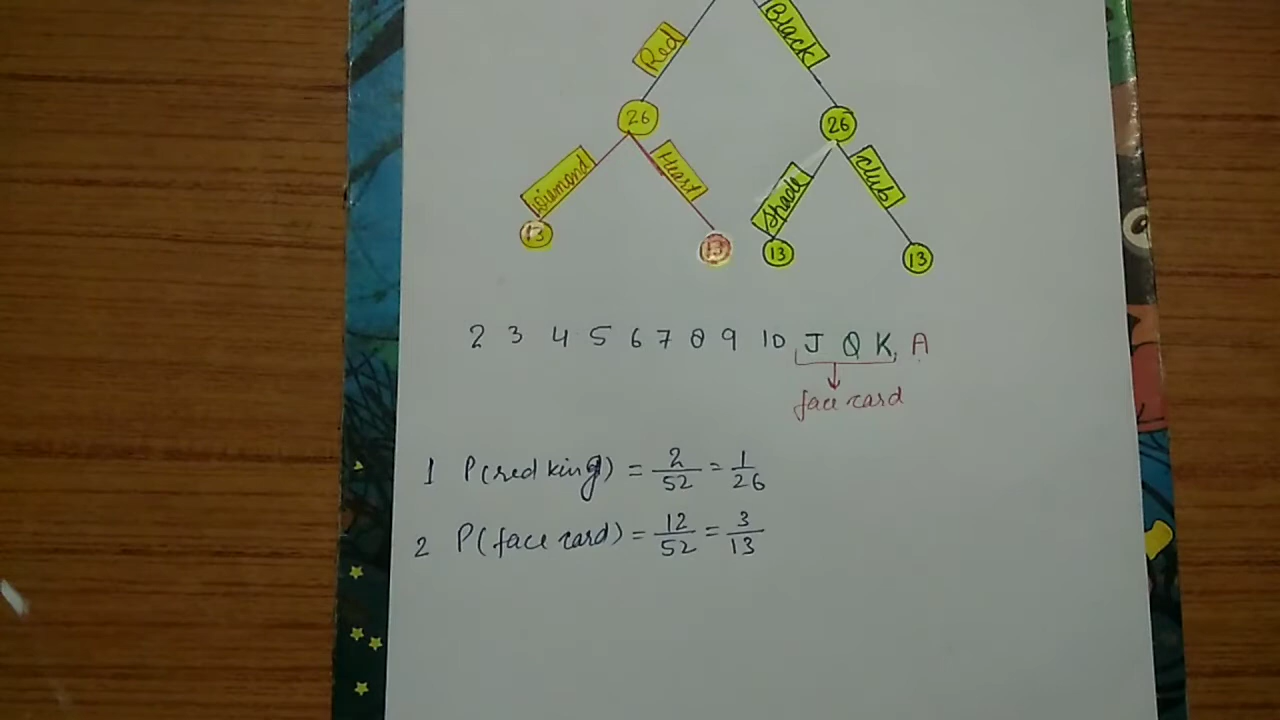 Red Black
26 26
Diemond Heart Spade Club
13 13 13 13
2 3 4 5 6 7 8 9 10 J Q K, A
face card
1 P(red king) = 2/52 = 1/26
2 P(face card) = 12/52 = 3/13